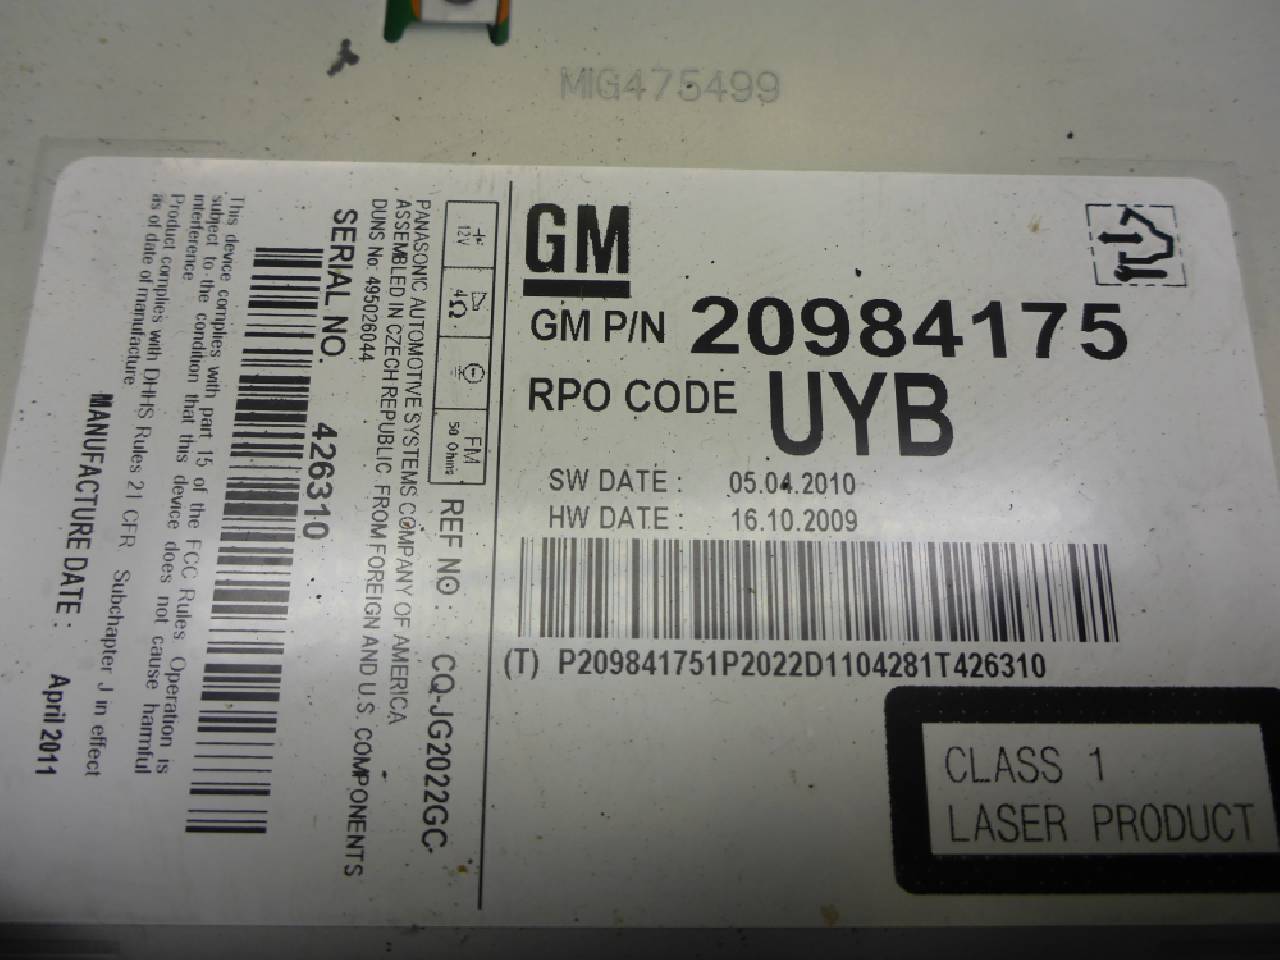 MIG475499
GM
GM P/N 20984175
RPO CODE UYB
SW DATE : 05.04.2010
HW DATE : 16.10.2009
(T) P209841751P2022D1104281T426310
CLASS 1
LASER PRODUCT
12V
4Ω
FM
50 Ohms
REF NO : CQ-JG2022GC
PANASONIC AUTOMOTIVE SYSTEMS COMPANY OF AMERICA
ASSEMBLED IN CZECH REPUBLIC FROM FOREIGN AND U.S. COMPONENTS
DUNS No: 495026044
SERIAL NO. 426310
This device complies with part 15 of the FCC Rules. Operation is
subject to the condition that this device does not cause harmful
interference
Product complies with DHHS Rules 21 CFR Subchapter J in effect
as of date of manufacture
MANUFACTURE DATE : April 2011